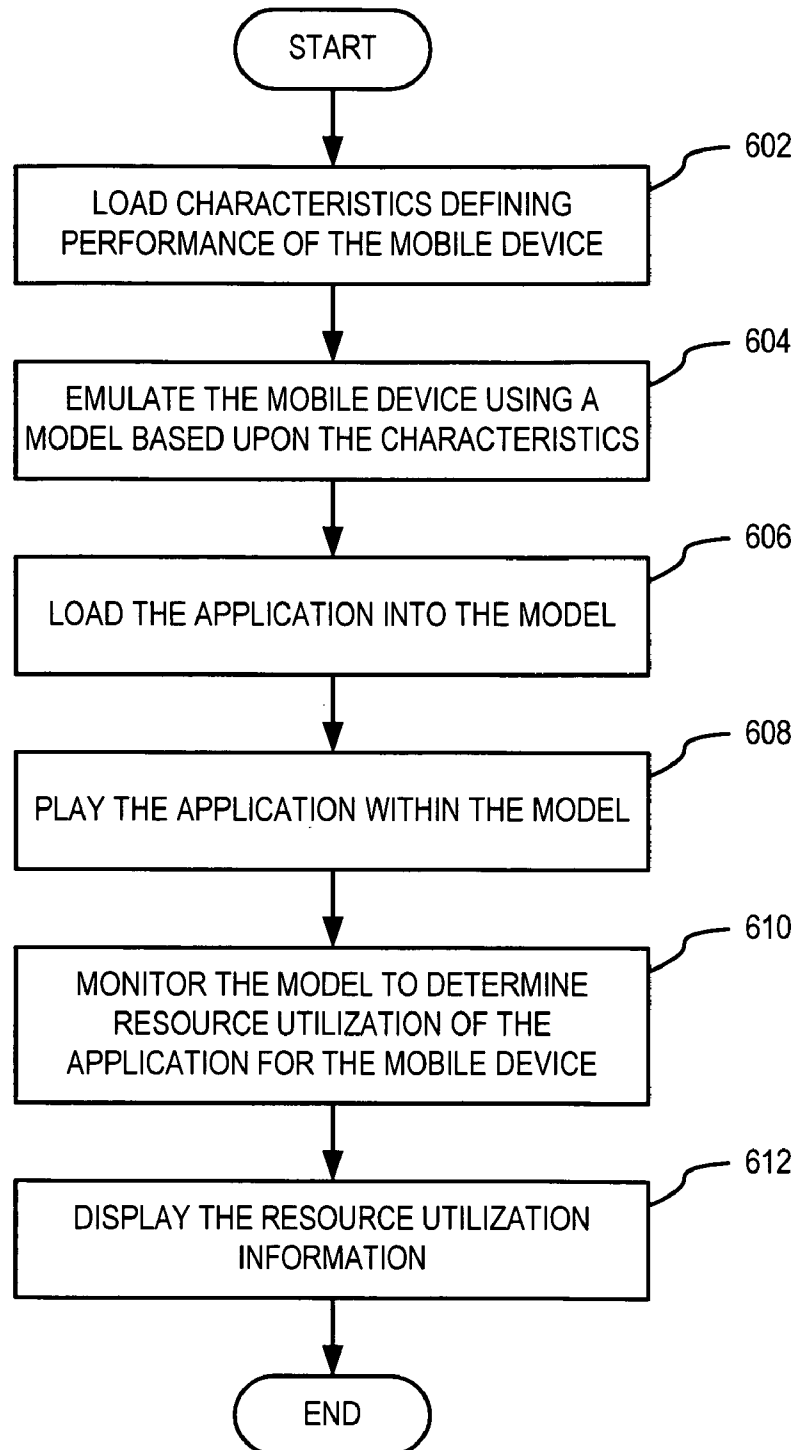 START
602
LOAD CHARACTERISTICS DEFINING
PERFORMANCE OF THE MOBILE DEVICE
604
EMULATE THE MOBILE DEVICE USING A
MODEL BASED UPON THE CHARACTERISTICS
606
LOAD THE APPLICATION INTO THE MODEL
608
PLAY THE APPLICATION WITHIN THE MODEL
610
MONITOR THE MODEL TO DETERMINE
RESOURCE UTILIZATION OF THE
APPLICATION FOR THE MOBILE DEVICE
612
DISPLAY THE RESOURCE UTILIZATION
INFORMATION
END